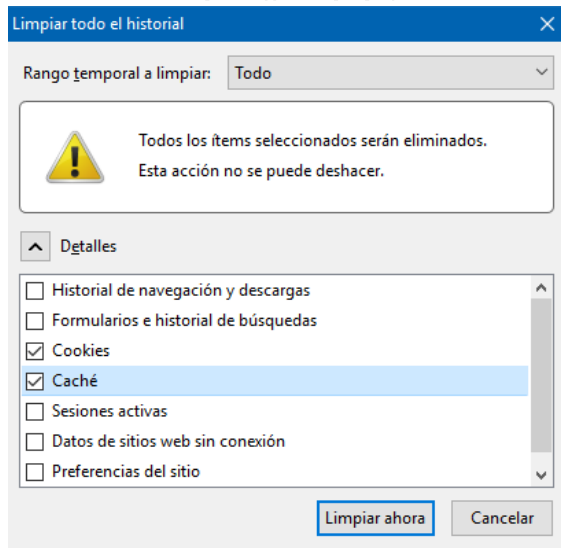 Limpiar todo el historial
Rango temporal a limpiar: Todo
Todos los ítems seleccionados serán eliminados.
Esta acción no se puede deshacer.
Detalles
Historial de navegación y descargas
Formularios e historial de búsquedas
Cookies
Caché
Sesiones activas
Datos de sitios web sin conexión
Preferencias del sitio
Limpiar ahora Cancelar